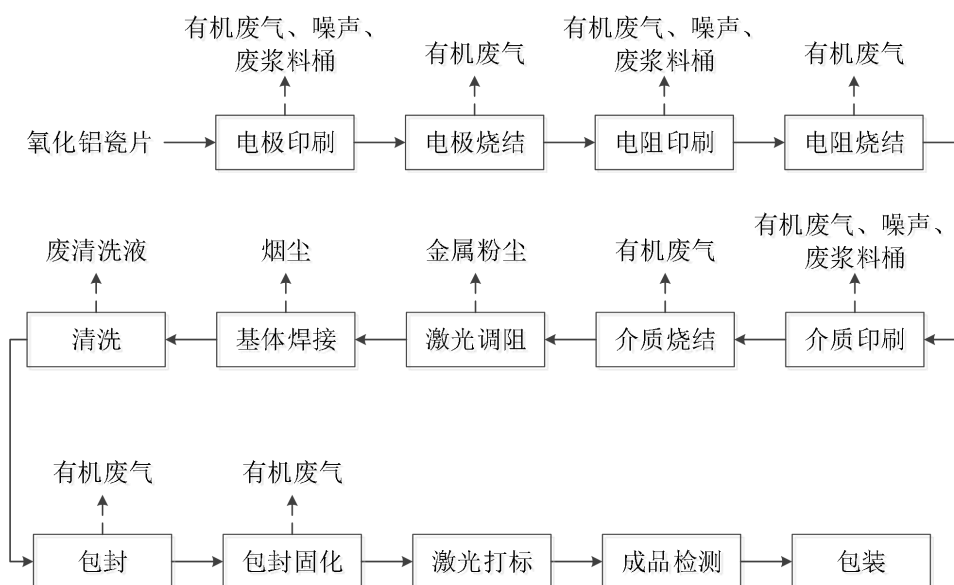 有机废气、噪声、
废浆料桶
有机废气
有机废气、噪声、
废浆料桶
有机废气
氧化铝瓷片
电极印刷
电极烧结
电阻印刷
电阻烧结
废清洗液
烟尘
金属粉尘
有机废气
有机废气、噪声、
废浆料桶
清洗
基体焊接
激光调阻
介质烧结
介质印刷
有机废气
有机废气
包封
包封固化
激光打标
成品检测
包装